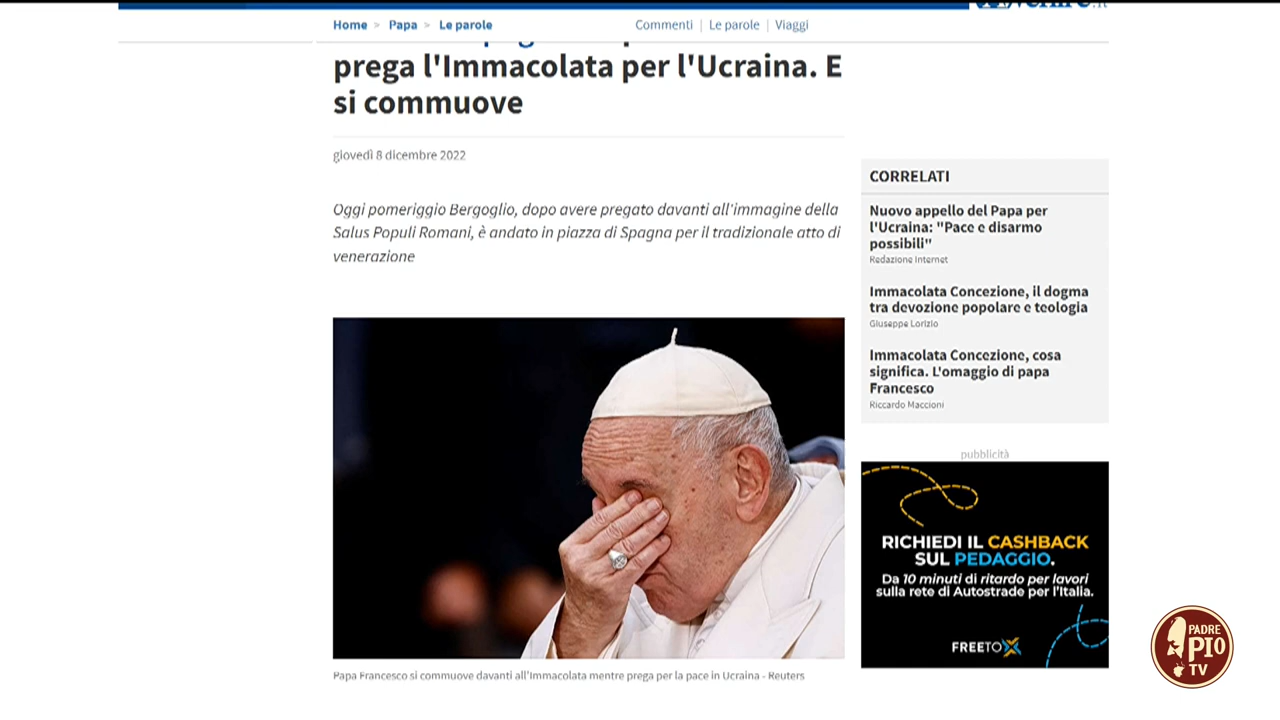 Home > Papa > Le parole
Commenti | Le parole | Viaggi
prega l'Immacolata per l'Ucraina. E
si commuove
giovedì 8 dicembre 2022
Oggi pomeriggio Bergoglio, dopo avere pregato davanti all'immagine della
Salus Populi Romani, è andato in piazza di Spagna per il tradizionale atto di
venerazione
Papa Francesco si commuove davanti all'Immacolata mentre prega per la pace in Ucraina - Reuters
CORRELATI
Nuovo appello del Papa per
l'Ucraina: "Pace e disarmo
possibili"
Redazione Internet
Immacolata Concezione, il dogma
tra devozione popolare e teologia
Giuseppe Lorizio
Immacolata Concezione, cosa
significa. L'omaggio di papa
Francesco
Riccardo Maccioni
pubblicità
RICHIEDI IL CASHBACK
SUL PEDAGGIO.
Da 10 minuti di ritardo per lavori
sulla rete di Autostrade per l'Italia.
FREETOX
PADRE
PIO
TV